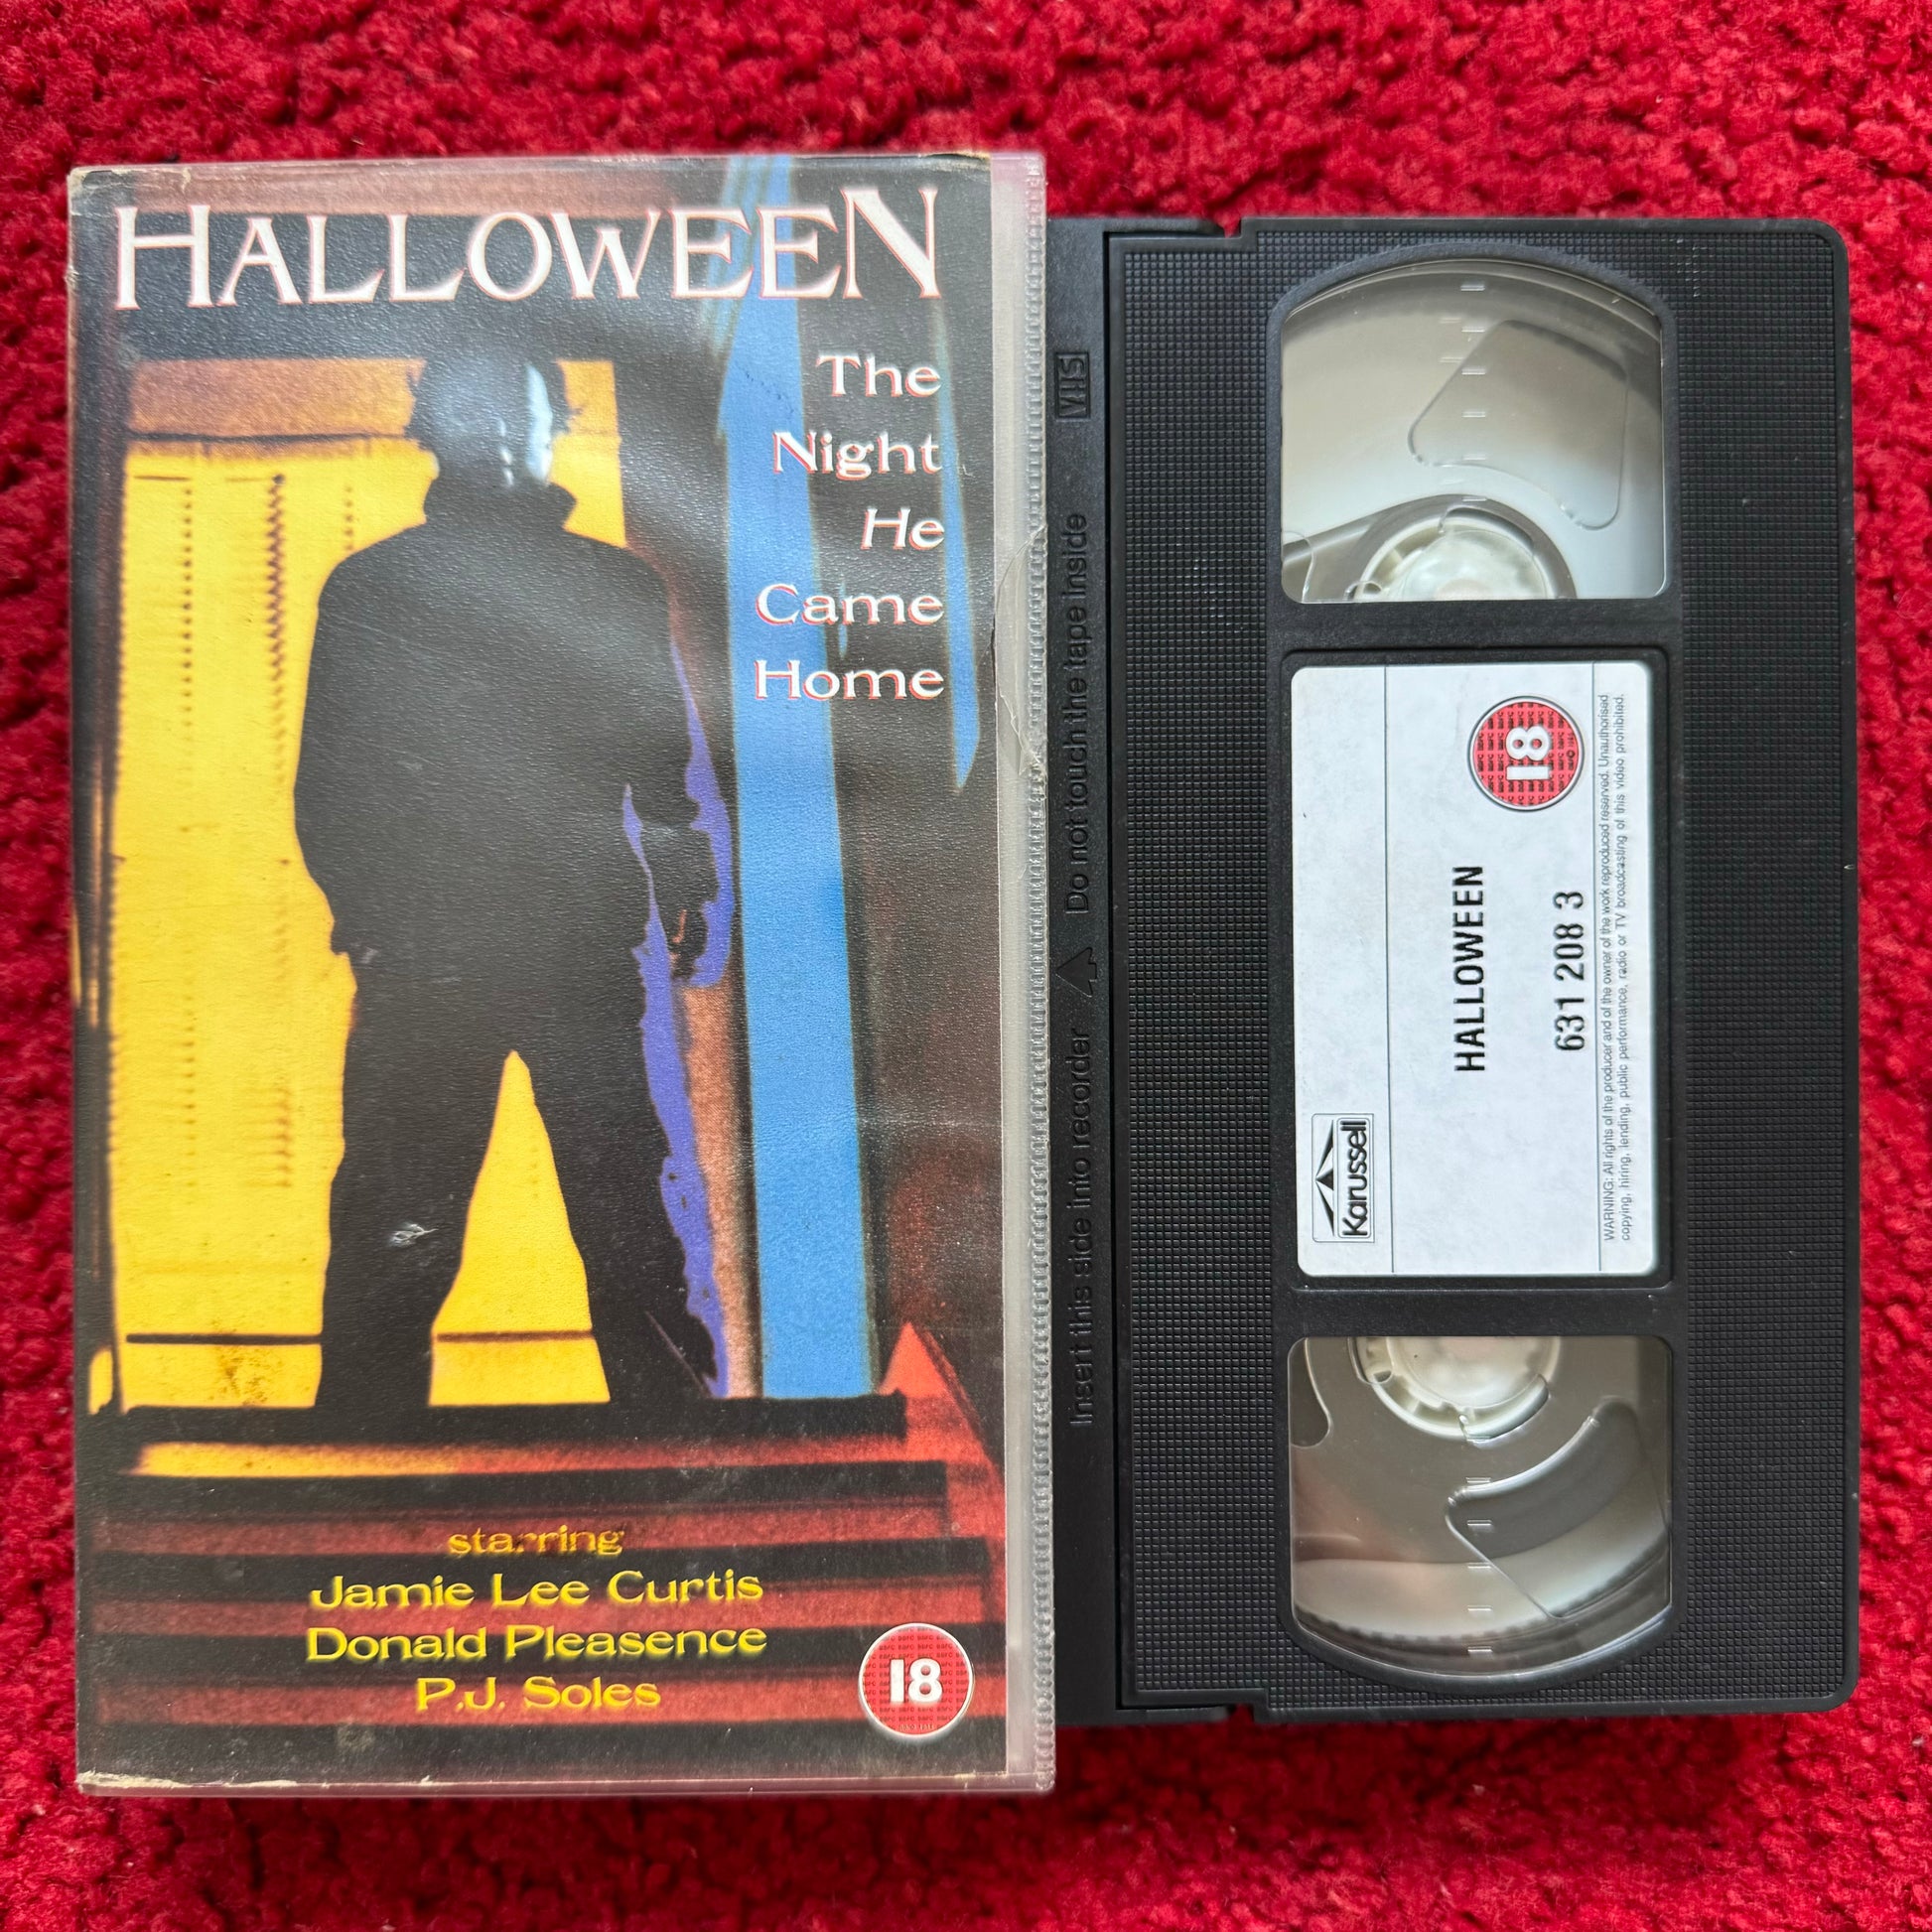 HALLOWEEN
The
Night
He
Came
Home
starring
Jamie Lee Curtis
Donald Pleasence
P.J. Soles
18
VHS
Insert this side into recorder
Do not touch the tape inside
Karussell
HALLOWEEN
18
631 208 3
WARNING: All rights of the producer and of the owner of the work reproduced reserved. Unauthorised
copying, hiring, lending, public performance, radio or TV broadcasting of this video prohibited.